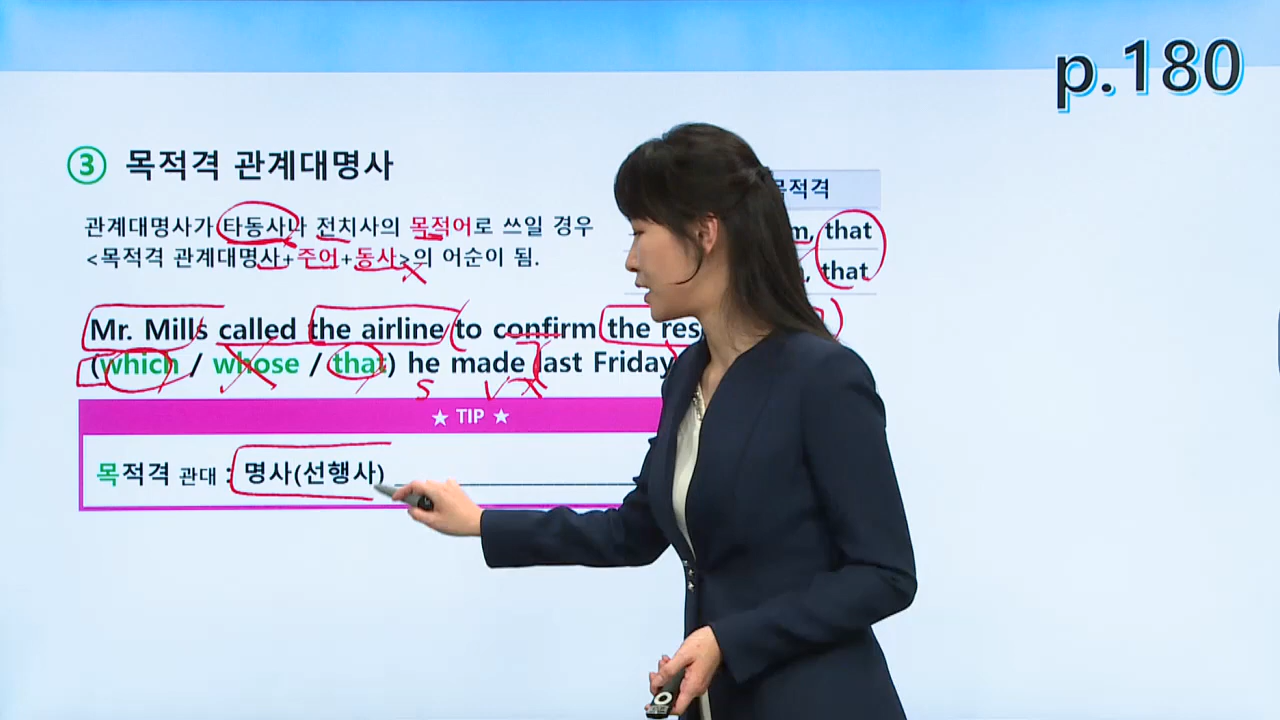 p.180
③ 목적격 관계대명사
관계대명사가 타동사나 전치사의 목적어로 쓰일 경우
<목적격 관계대명사+주어+동사>의 어순이 됨.
목적격
that
that
Mr. Mills called the airline to confirm the
(which / whose / that) he made last Friday
S V
★ TIP ★
목적격 관대 : 명사(선행사)